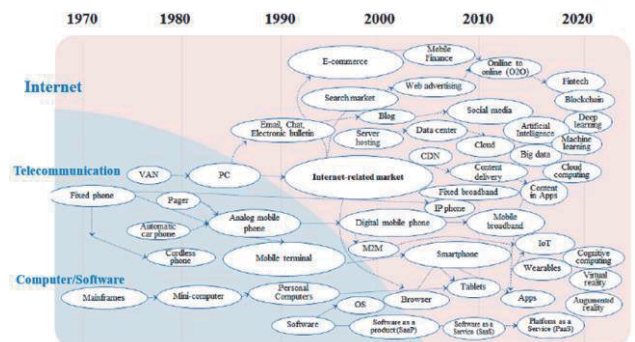 1970 1980 1990 2000 2010 2020
Internet
Telecommunication
Computer/Software
E-commerce
Mobile
Finance
Online to
online (O2O)
Fintech
Search market
Web advertising
Blockchain
Email, Chat,
Electronic bulletin
Blog
Social media
Deep
learning
Server
hosting
Data center
Artificial
Intelligence
Machine
learning
Cloud
CDN
Big data
VAN
PC
Internet-related market
Content
delivery
Cloud
computing
Fixed phone
Pager
Fixed broadband
Content
in Apps
IP phone
Analog mobile
phone
Digital mobile phone
Mobile
broadband
Automatic
car phone
Cordless
phone
Mobile terminal
M2M
Smartphone
IoT
Cognitive
computing
Wearables
Virtual
reality
Mainframes
Mini-computer
Personal
Computers
Tablets
OS
Browser
Apps
Augmented
reality
Software
Software as a
product (SaaP)
Software as a
Service (SaaS)
Platform as a
Service (PaaS)